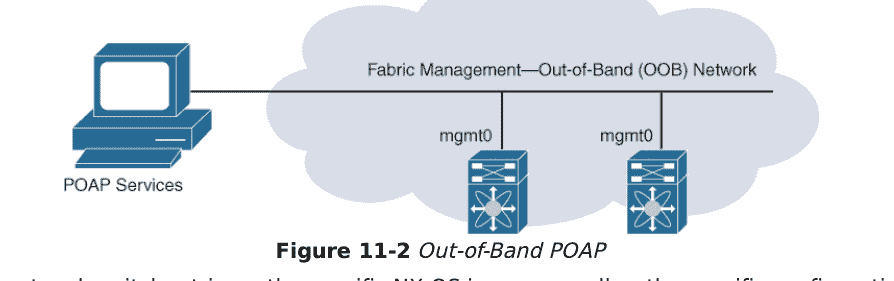 Fabric Management—Out-of-Band (OOB) Network
mgmt0 mgmt0
POAP Services
Figure 11-2 Out-of-Band POAP